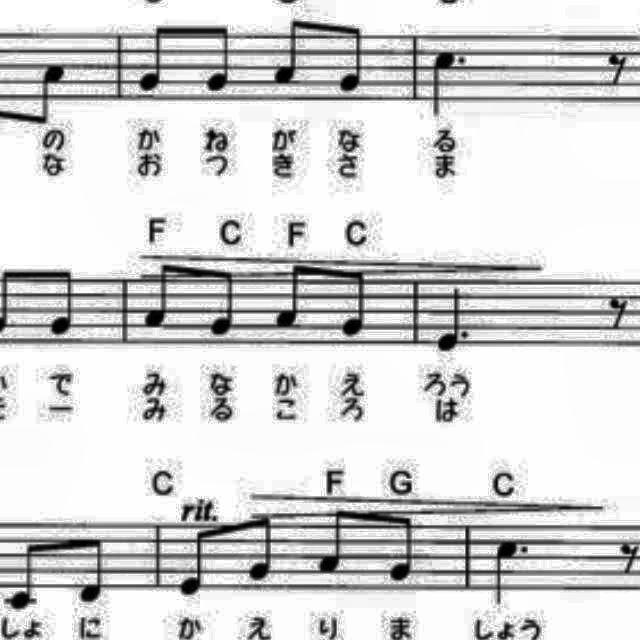 の か ね が な る
な お つ き さ ま
F C F C
で み な か え ろう
ー み る こ ろ は
C F G C
rit.
しょ に か え り ま しょう